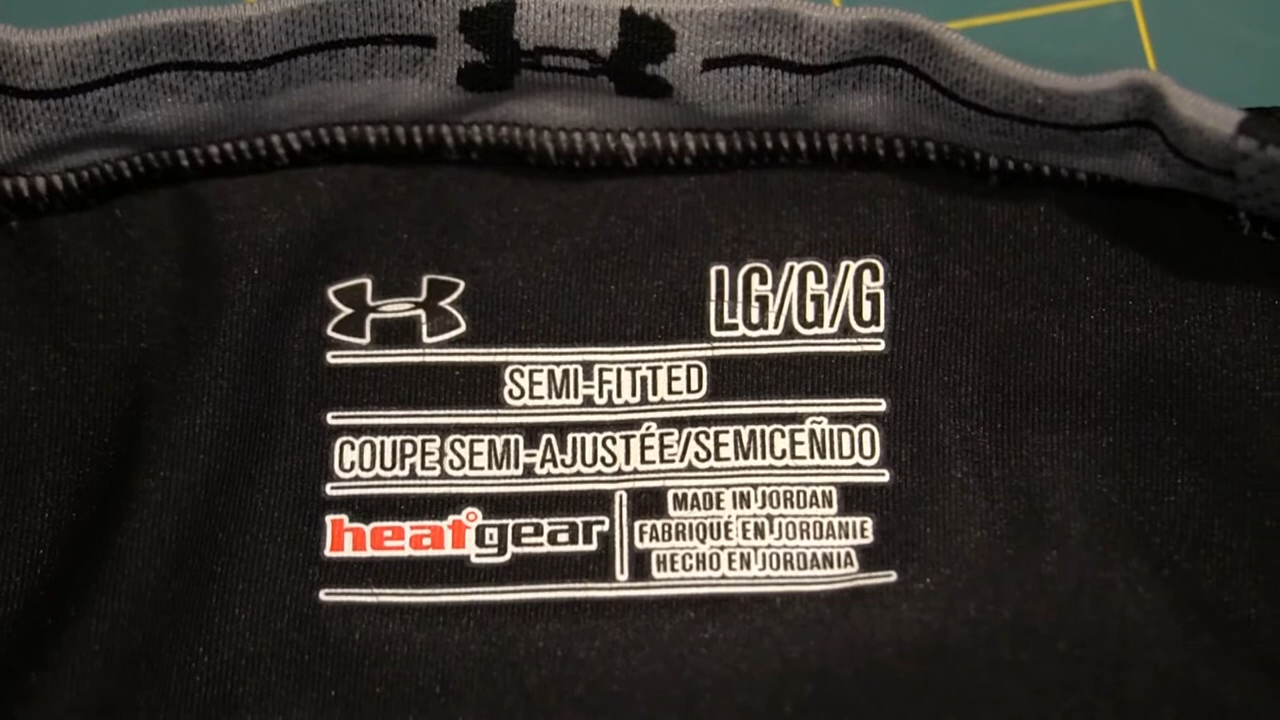 LG/G/G
SEMI-FITTED
COUPE SEMI-AJUSTÉE/SEMICEÑIDO
heatgear
MADE IN JORDAN
FABRIQUÉ EN JORDANIE
HECHO EN JORDANIA